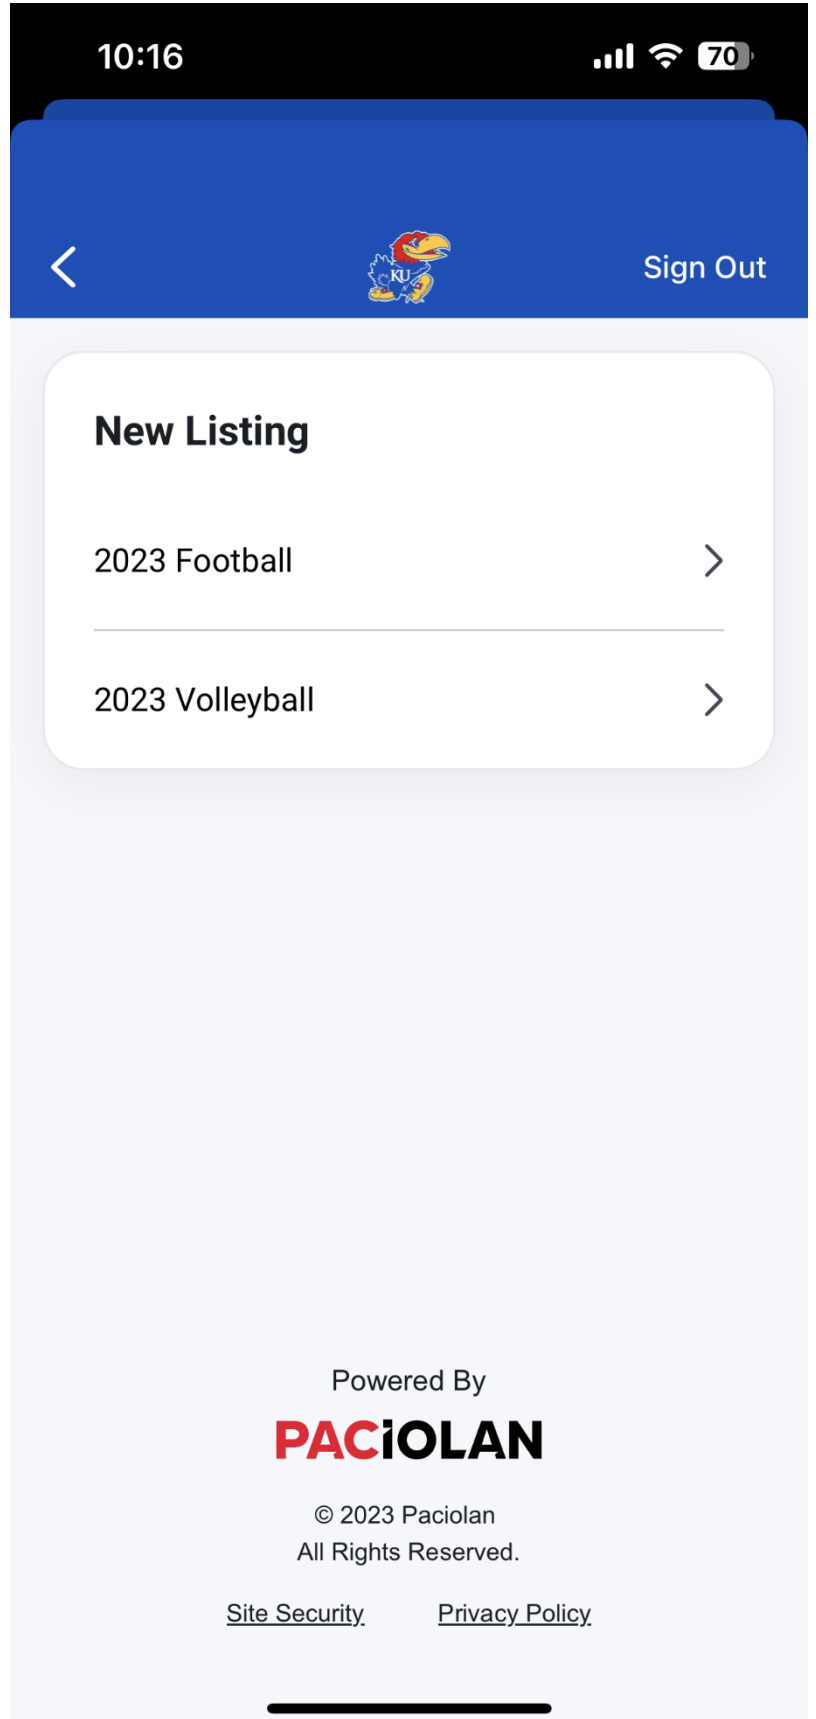 10:16
70
KU
Sign Out
New Listing
2023 Football
2023 Volleyball
Powered By
PACiOLAN
© 2023 Paciolan
All Rights Reserved.
Site Security
Privacy Policy